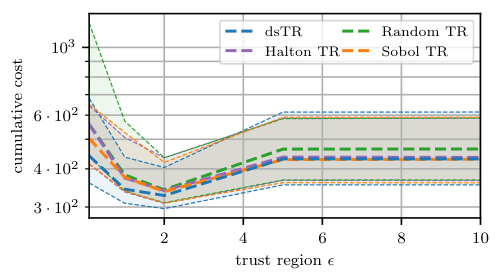 dsTR
Random TR
Halton TR
Sobol TR
10³
6 · 10²
4 · 10²
3 · 10²
cumulative cost
2 4 6 8 10
trust region ϵ